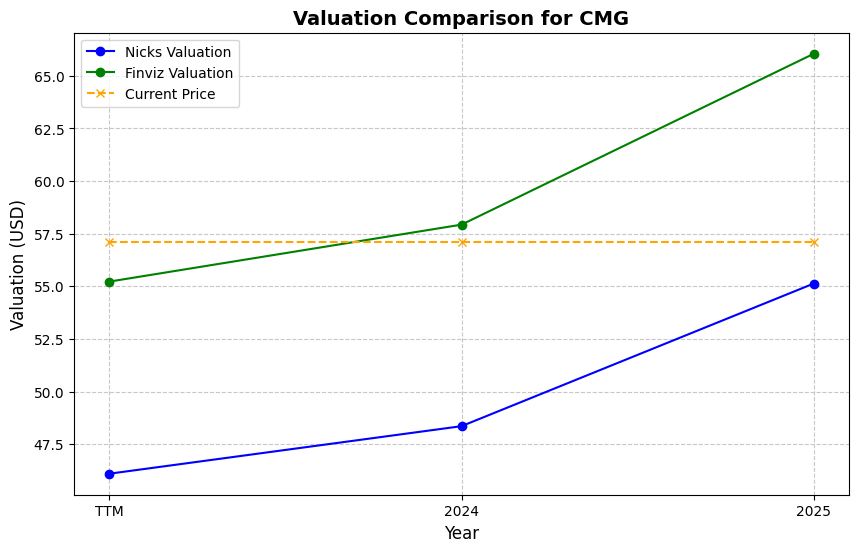 Valuation Comparison for CMG
Nicks Valuation
Finviz Valuation
Current Price
Valuation (USD)
65.0
62.5
60.0
57.5
55.0
52.5
50.0
47.5
TTM 2024 2025
Year